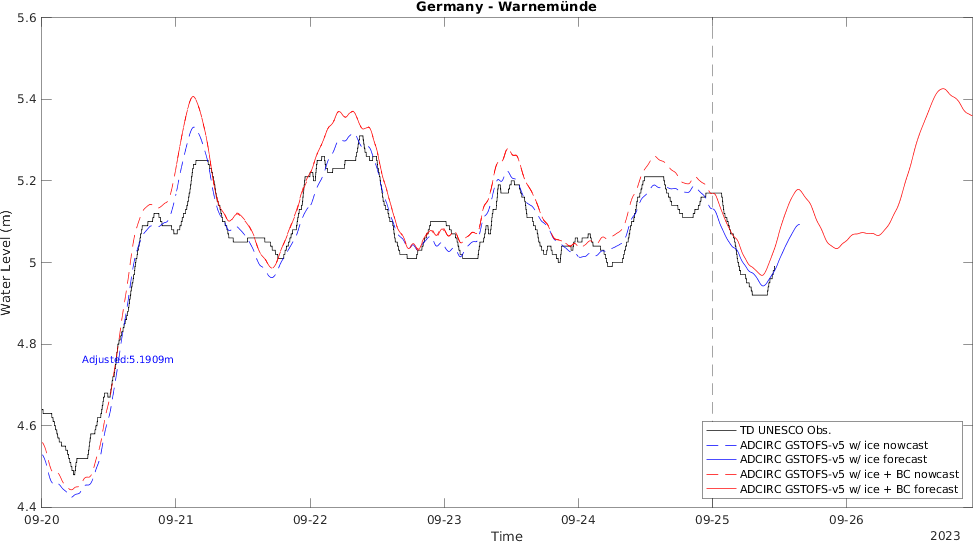 Germany - Warnemünde
Water Level (m)
5.6
5.4
5.2
5
4.8
4.6
4.4
Adjusted:5.1909m
TD UNESCO Obs.
ADCIRC GSTOFS-v5 w/ ice nowcast
ADCIRC GSTOFS-v5 w/ ice forecast
ADCIRC GSTOFS-v5 w/ ice + BC nowcast
ADCIRC GSTOFS-v5 w/ ice + BC forecast
09-20 09-21 09-22 09-23 09-24 09-25 09-26
Time
2023